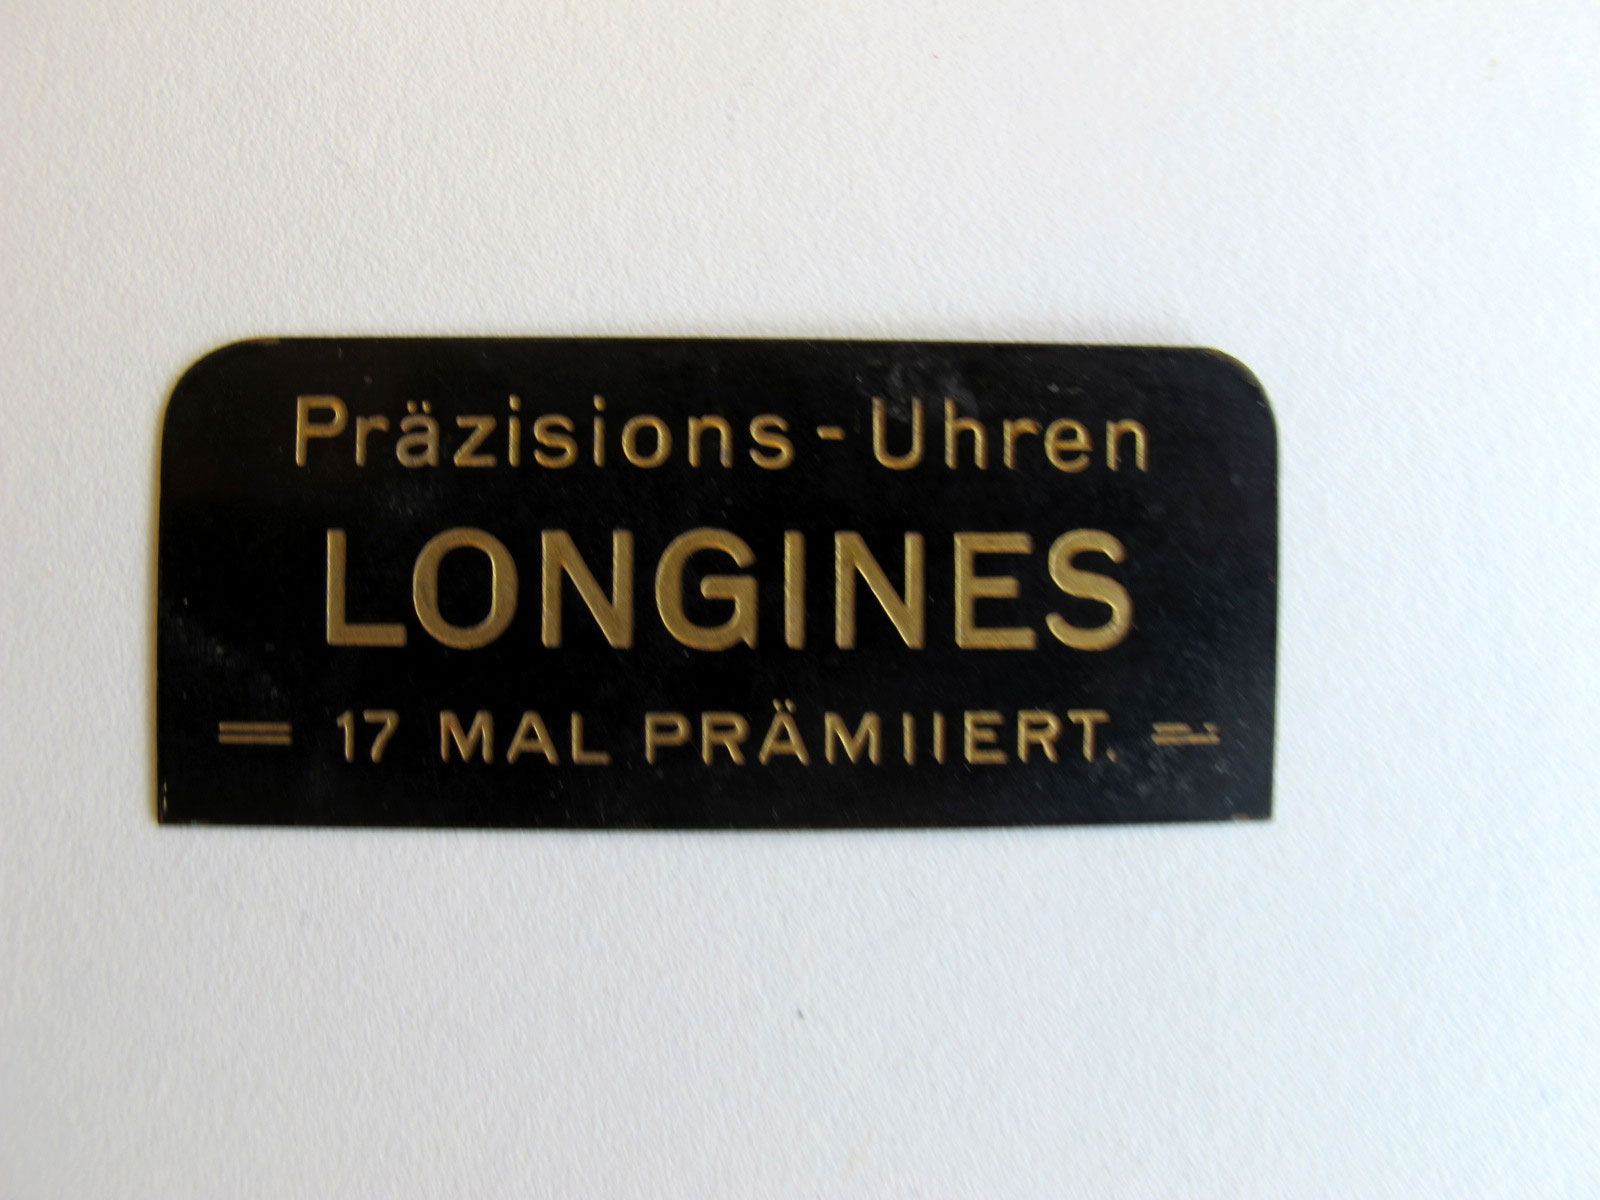 Präzisions-Uhren
LONGINES
= 17 MAL PRÄMIIERT. =